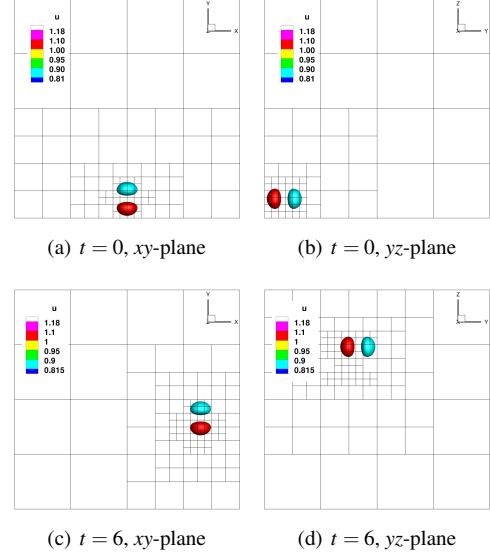 Y
X
u
1.18
1.10
1.00
0.95
0.90
0.81
(a) t = 0, xy-plane
Z
Y
u
1.18
1.10
1.00
0.95
0.90
0.81
(b) t = 0, yz-plane
Y
X
u
1.18
1.1
1
0.95
0.9
0.815
(c) t = 6, xy-plane
Z
Y
u
1.18
1.1
1
0.95
0.9
0.815
(d) t = 6, yz-plane